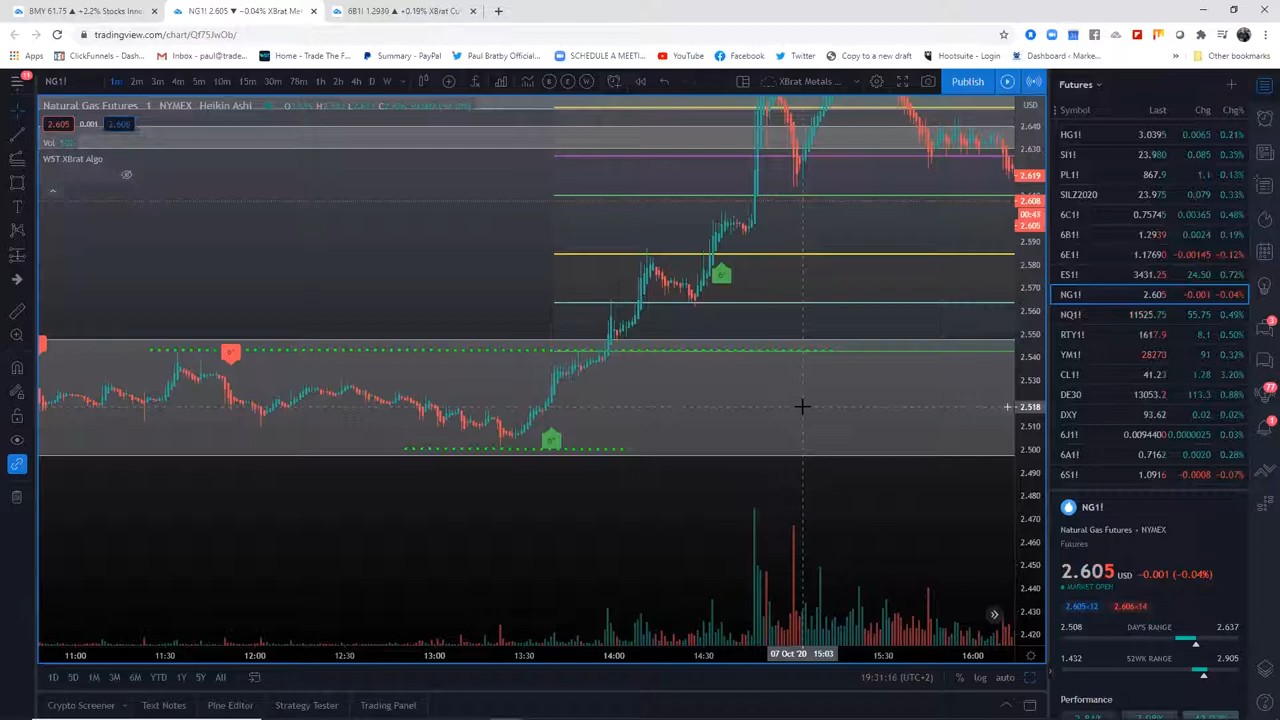 BMY 61.75 ▲ +2.2% Stocks Inne × NG1! 2.605 ▼ −0.04% XBrat Me × 6B1! 1.2939 ▲ +0.19% XBrat Cu × +
tradingview.com/chart/Qf75JwOb/
Apps ClickFunnels / Dash... Inbox - paul@trade... Home - Trade The F... Summary - PayPal Paul Bratby Official... SCHEDULE A MEETI... YouTube Facebook Twitter Copy to a new draft Hootsuite - Login Dashboard / Marke... » Other bookmarks
11 NG1! 1m 2m 3m 4m 5m 10m 15m 30m 78m 1h 2h 4h D W XBrat Metals ... Publish Futures
Natural Gas Futures · 1 · NYMEX · Heikin Ashi
2.605 0.001 2.606
Vol
WST XBrat Algo
USD
2.640
2.630
2.619
2.608
00:43
2.605
2.590
2.580
2.570
2.560
2.550
2.540
2.530
2.518
2.510
2.500
2.490
2.480
2.470
2.460
2.450
2.440
2.430
2.420
11:00 11:30 12:00 12:30 13:00 13:30 14:00 14:30 07 Oct '20 15:03 15:30 16:00
1D 5D 1M 3M 6M YTD 1Y 5Y All 19:31:16 (UTC+2) % log auto
Crypto Screener Text Notes Pine Editor Strategy Tester Trading Panel
Symbol Last Chg Chg%
HG1! 3.0395 0.0065 0.21%
SI1! 23.980 0.085 0.35%
PL1! 867.9 1.1 0.13%
SILZ2020 23.975 0.079 0.33%
6C1! 0.75745 0.00365 0.48%
6B1! 1.2939 0.0024 0.19%
6E1! 1.17690 -0.00145 -0.12%
ES1! 3431.25 24.50 0.72%
NG1! 2.605 -0.001 -0.04%
NQ1! 11525.75 55.75 0.49%
RTY1! 1617.9 8.1 0.50%
YM1! 28270 91 0.32%
CL1! 41.23 1.28 3.20%
DE30 13053.2 113.3 0.88%
DXY 93.62 0.02 0.02%
6J1! 0.0094400 0.0000025 0.03%
6A1! 0.7162 0.0020 0.28%
6S1! 1.0916 -0.0008 -0.07%
NG1!
Natural Gas Futures • NYMEX
Futures
2.605 USD -0.001 (-0.04%)
MARKET OPEN
2.605×12 2.606×14
2.508 DAY'S RANGE 2.637
1.432 52WK RANGE 2.905
Performance
3
77
1